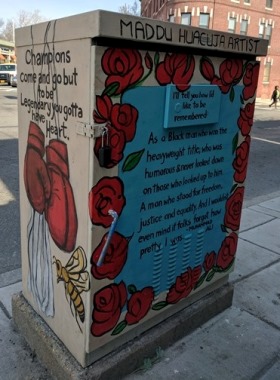 MADDU HUACUJA ARTIST
Champions
come and go but
to be
Legendary you gotta
have Heart.
I'll tell you how I'd
like to be
remembered:
As a Black man who won the
heavyweight title, who was
humorous & never looked down
on those who looked up to him.
A man who stood for freedom,
justice and equality. And I wouldn't
even mind if folks forgot how
pretty I was.